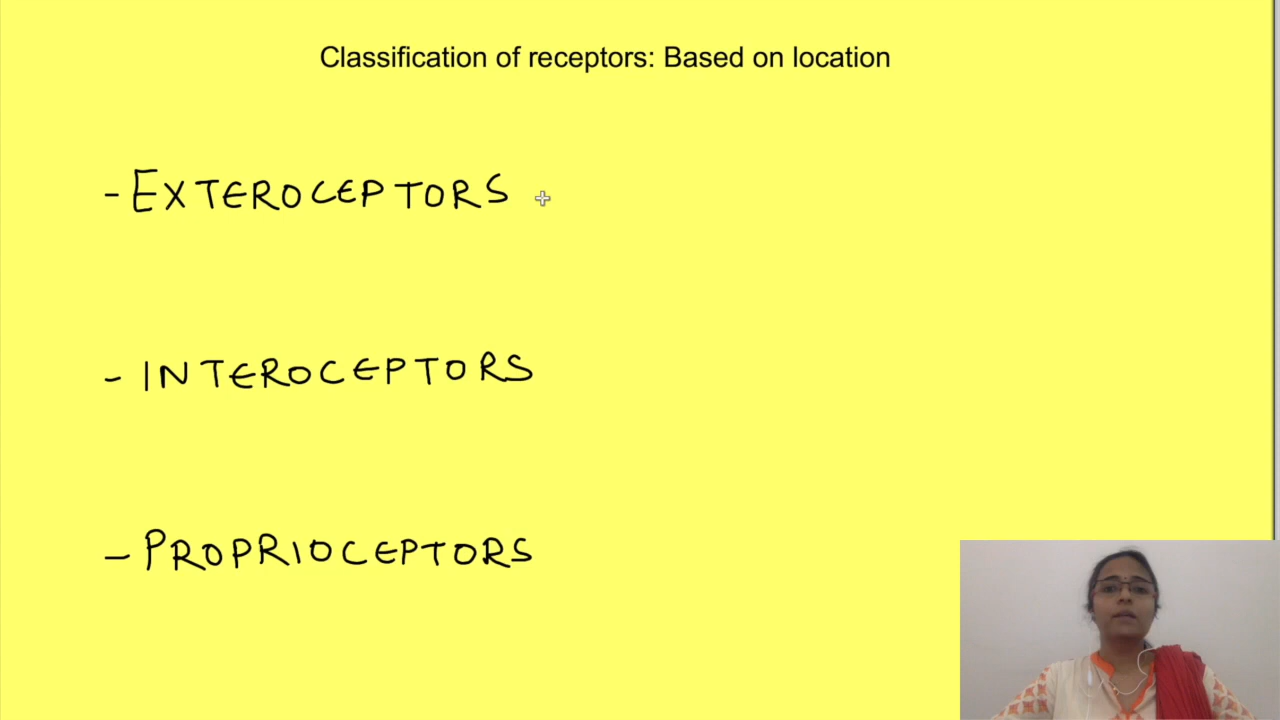 Classification of receptors: Based on location
- EXTEROCEPTORS
- INTEROCEPTORS
- PROPRIOCEPTORS